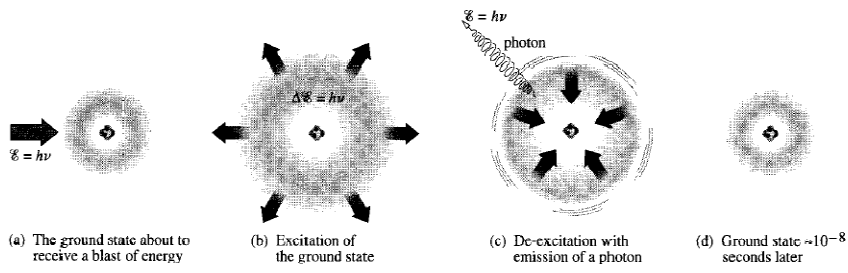 ℰ = hν
photon
Δℰ = hν
ℰ = hν
(a) The ground state about to
receive a blast of energy
(b) Excitation of
the ground state
(c) De-excitation with
emission of a photon
(d) Ground state ≈10⁻⁸
seconds later